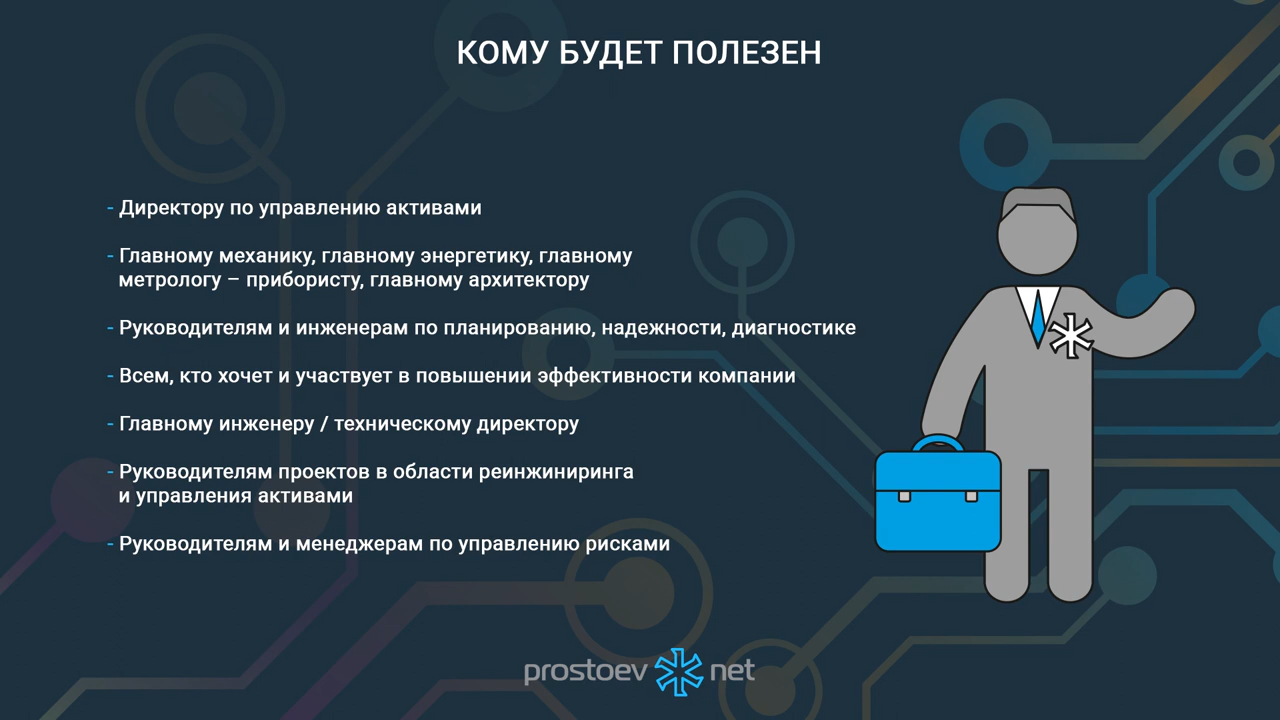 КОМУ БУДЕТ ПОЛЕЗЕН
- Директору по управлению активами
- Главному механику, главному энергетику, главному
метрологу – прибористу, главному архитектору
- Руководителям и инженерам по планированию, надежности, диагностике
- Всем, кто хочет и участвует в повышении эффективности компании
- Главному инженеру / техническому директору
- Руководителям проектов в области реинжиниринга
и управления активами
- Руководителям и менеджерам по управлению рисками
prostoev net